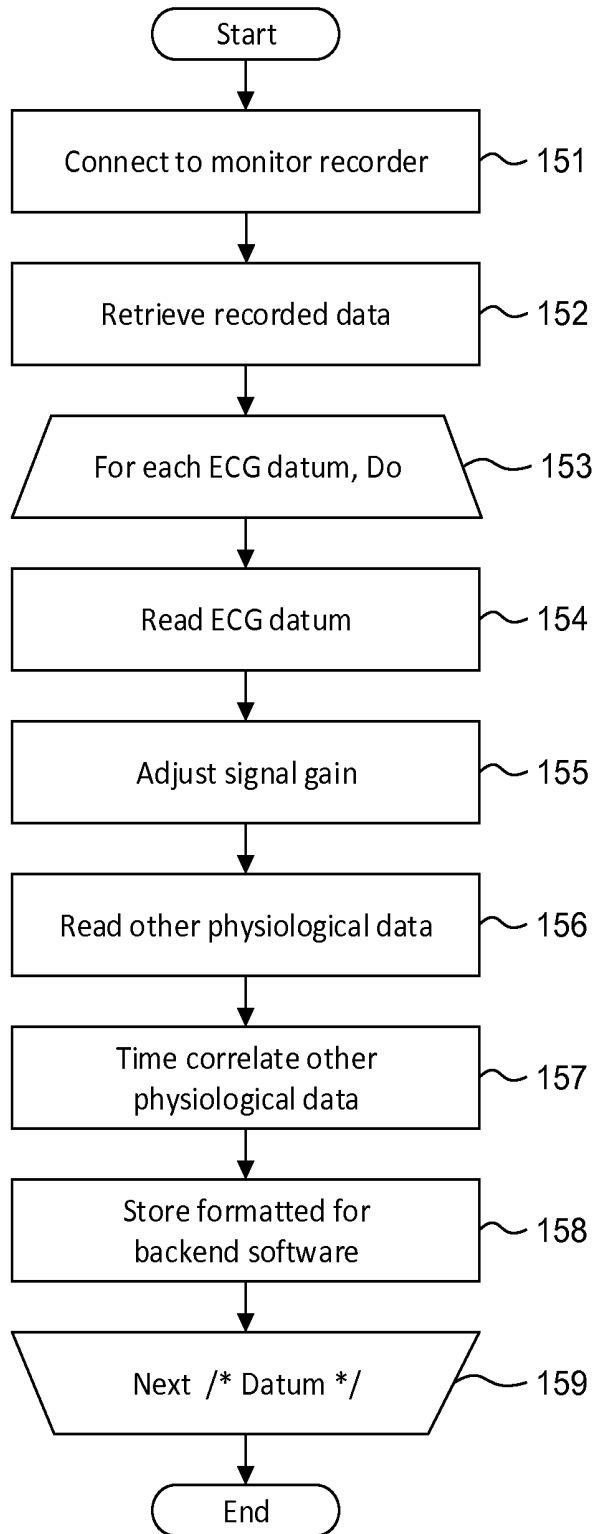 Start
Connect to monitor recorder
151
Retrieve recorded data
152
For each ECG datum, Do
153
Read ECG datum
154
Adjust signal gain
155
Read other physiological data
156
Time correlate other
physiological data
157
Store formatted for
backend software
158
Next /* Datum */
159
End